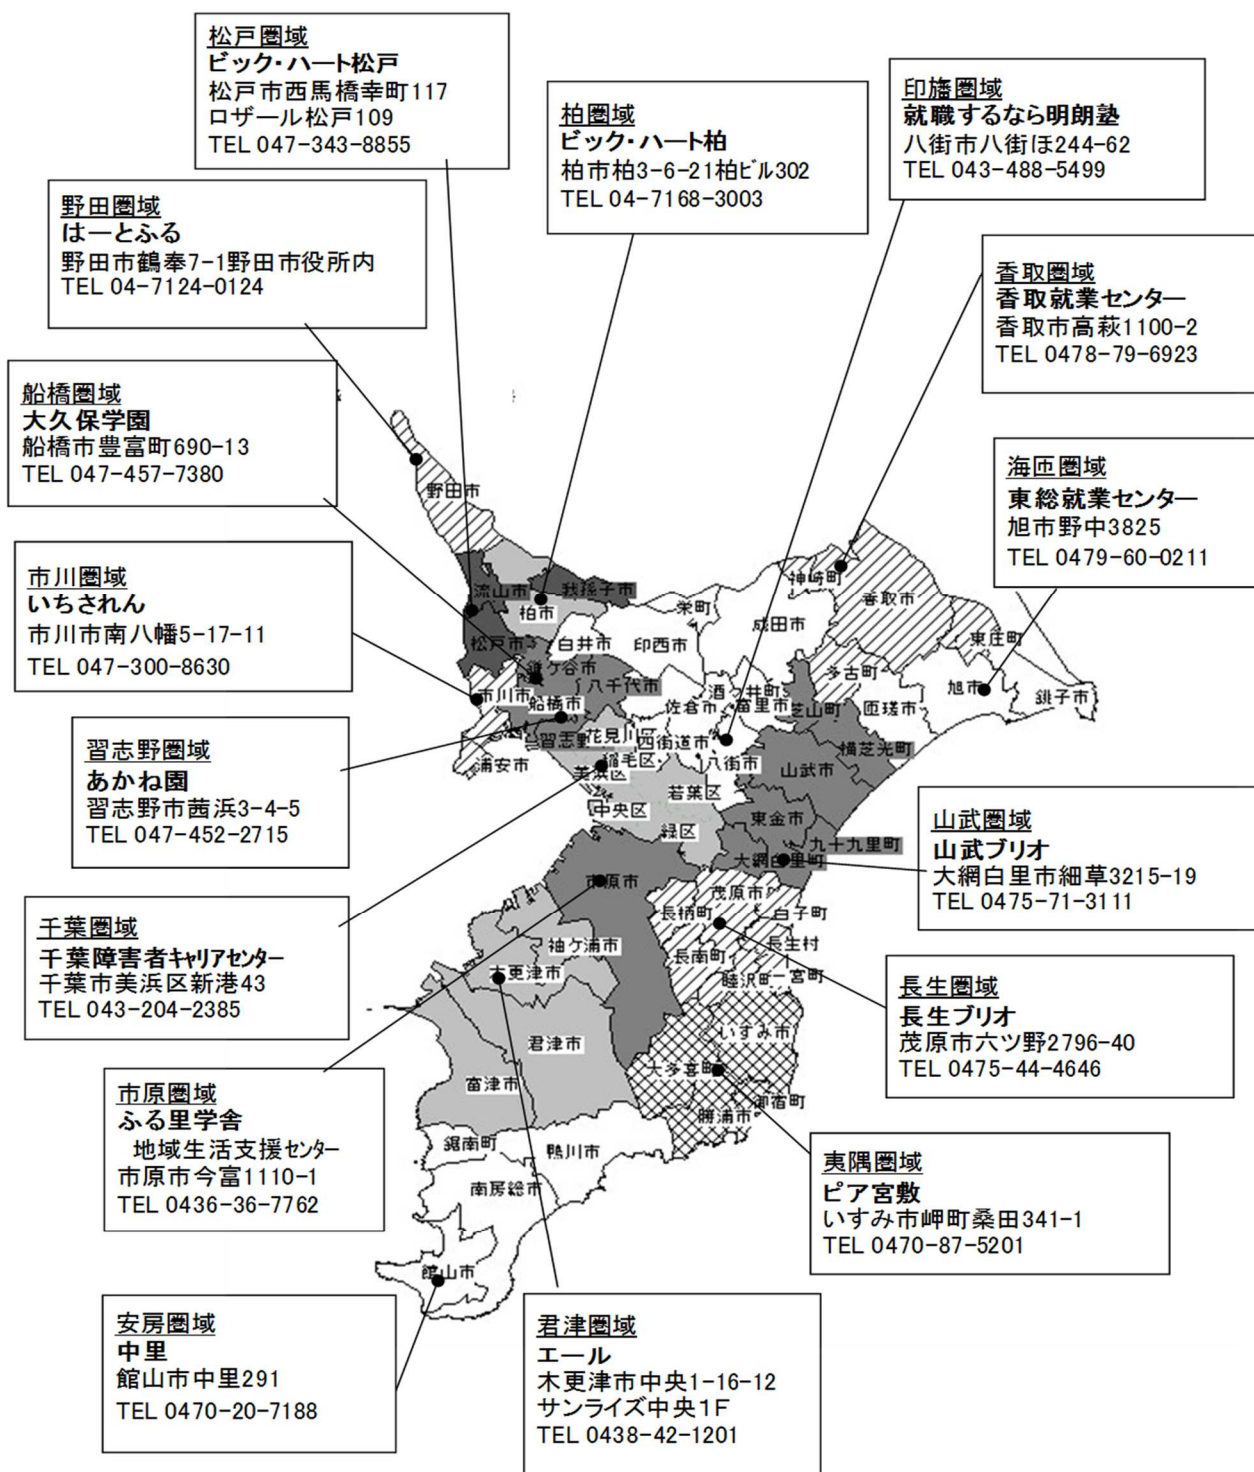 松戸圏域
ビック・ハート松戸
松戸市西馬橋幸町117
ロザール松戸109
TEL 047-343-8855
柏圏域
ビック・ハート柏
柏市柏3-6-21柏ビル302
TEL 04-7168-3003
印旛圏域
就職するなら明朗塾
八街市八街ほ244-62
TEL 043-488-5499
野田圏域
はーとふる
野田市鶴奉7-1野田市役所内
TEL 04-7124-0124
香取圏域
香取就業センター
香取市高萩1100-2
TEL 0478-79-6923
船橋圏域
大久保学園
船橋市豊富町690-13
TEL 047-457-7380
海匝圏域
東総就業センター
旭市野中3825
TEL 0479-60-0211
市川圏域
いちされん
市川市南八幡5-17-11
TEL 047-300-8630
習志野圏域
あかね園
習志野市茜浜3-4-5
TEL 047-452-2715
山武圏域
山武ブリオ
大網白里市細草3215-19
TEL 0475-71-3111
千葉圏域
千葉障害者キャリアセンター
千葉市美浜区新港43
TEL 043-204-2385
長生圏域
長生ブリオ
茂原市六ツ野2796-40
TEL 0475-44-4646
市原圏域
ふる里学舎
地域生活支援センター
市原市今富1110-1
TEL 0436-36-7762
夷隅圏域
ピア宮敷
いすみ市岬町桑田341-1
TEL 0470-87-5201
安房圏域
中里
館山市中里291
TEL 0470-20-7188
君津圏域
エール
木更津市中央1-16-12
サンライズ中央1F
TEL 0438-42-1201
野田市
流山市
我孫子市
柏市
松戸市
白井市
印西市
栄町
成田市
神崎町
香取市
東庄町
鎌ケ谷市
八千代市
市川市
船橋市
習志野
浦安市
花見川区
稲毛区
美浜区
中央区
若葉区
緑区
佐倉市
酒々井町
富里市
四街道市
八街市
芝山町
多古町
匝瑳市
旭市
銚子市
横芝光町
山武市
東金市
九十九里町
大網白里町
市原市
茂原市
長柄町
白子町
長南町
長生村
睦沢町
一宮町
袖ケ浦市
木更津市
君津市
富津市
いすみ市
大多喜町
御宿町
勝浦市
鋸南町
鴨川市
南房総市
館山市